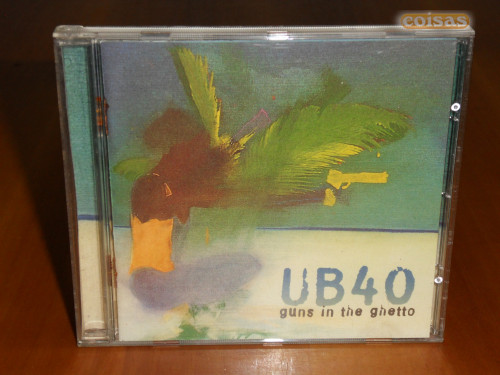 coisas
UB40
guns in the ghetto